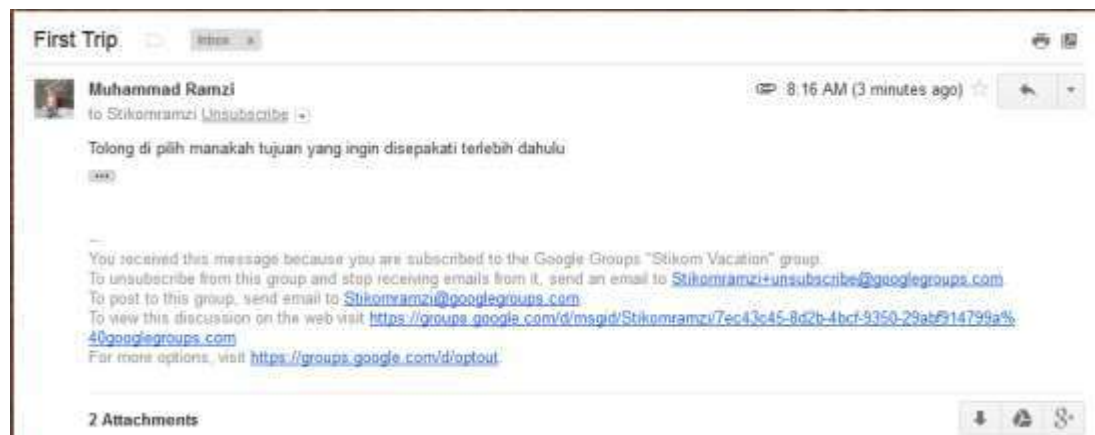 First Trip
Inbox x
Muhammad Ramzi
8:16 AM (3 minutes ago)
to Stikomramzi Unsubscribe
Tolong di pilih manakah tujuan yang ingin disepakati terlebih dahulu
...
--
You received this message because you are subscribed to the Google Groups "Stikom Vacation" group.
To unsubscribe from this group and stop receiving emails from it, send an email to Stikomramzi+unsubscribe@googlegroups.com
To post to this group, send email to Stikomramzi@googlegroups.com
To view this discussion on the web visit https://groups.google.com/d/msgid/Stikomramzi/7ec43c45-8d2b-4bcf-9350-29abf914799a%
40googlegroups.com
For more options, visit https://groups.google.com/d/optout
2 Attachments